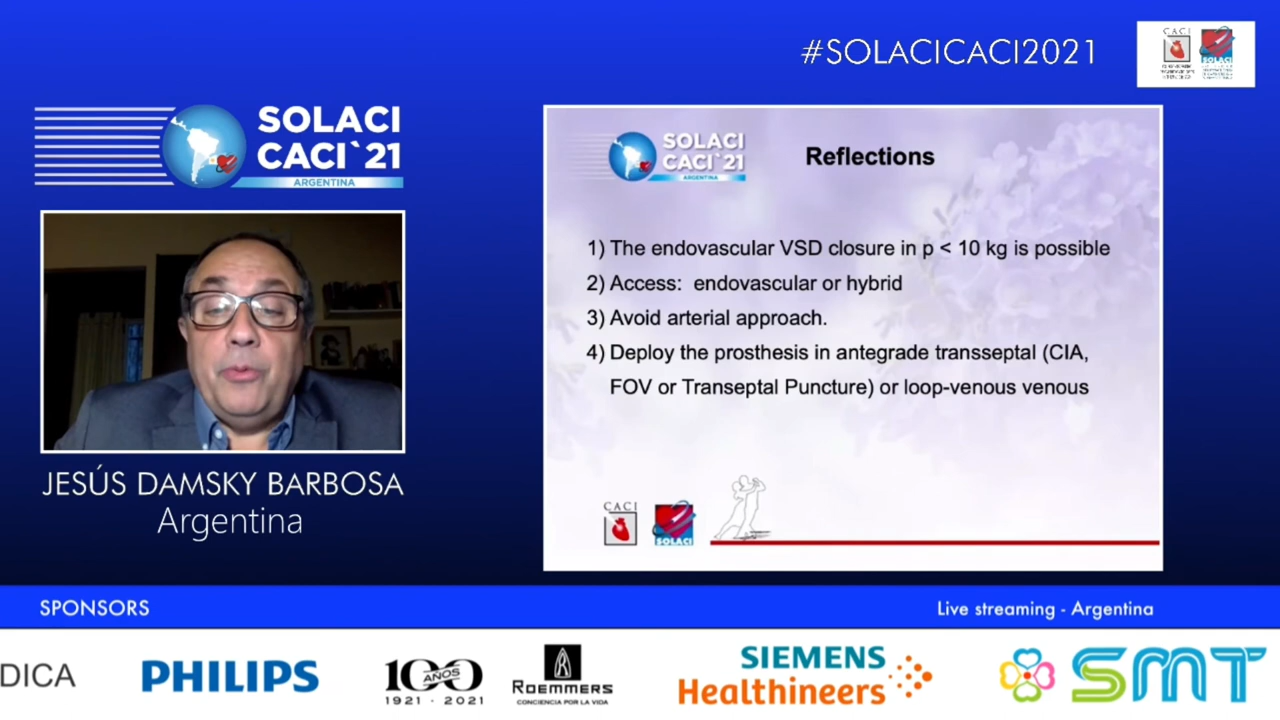 #SOLACICACI2021
CACI
SOLACI
SOLACI
CACI`21
ARGENTINA
JESÚS DAMSKY BARBOSA
Argentina
SOLACI
CACI`21
ARGENTINA
Reflections
1) The endovascular VSD closure in p < 10 kg is possible
2) Access: endovascular or hybrid
3) Avoid arterial approach.
4) Deploy the prosthesis in antegrade transseptal (CIA,
FOV or Transeptal Puncture) or loop-venous venous
CACI
SOLACI
SPONSORS
Live streaming - Argentina
DICA
PHILIPS
100
AÑOS
1921 - 2021
ROEMMERS
CONCIENCIA POR LA VIDA
SIEMENS
Healthineers
SMT